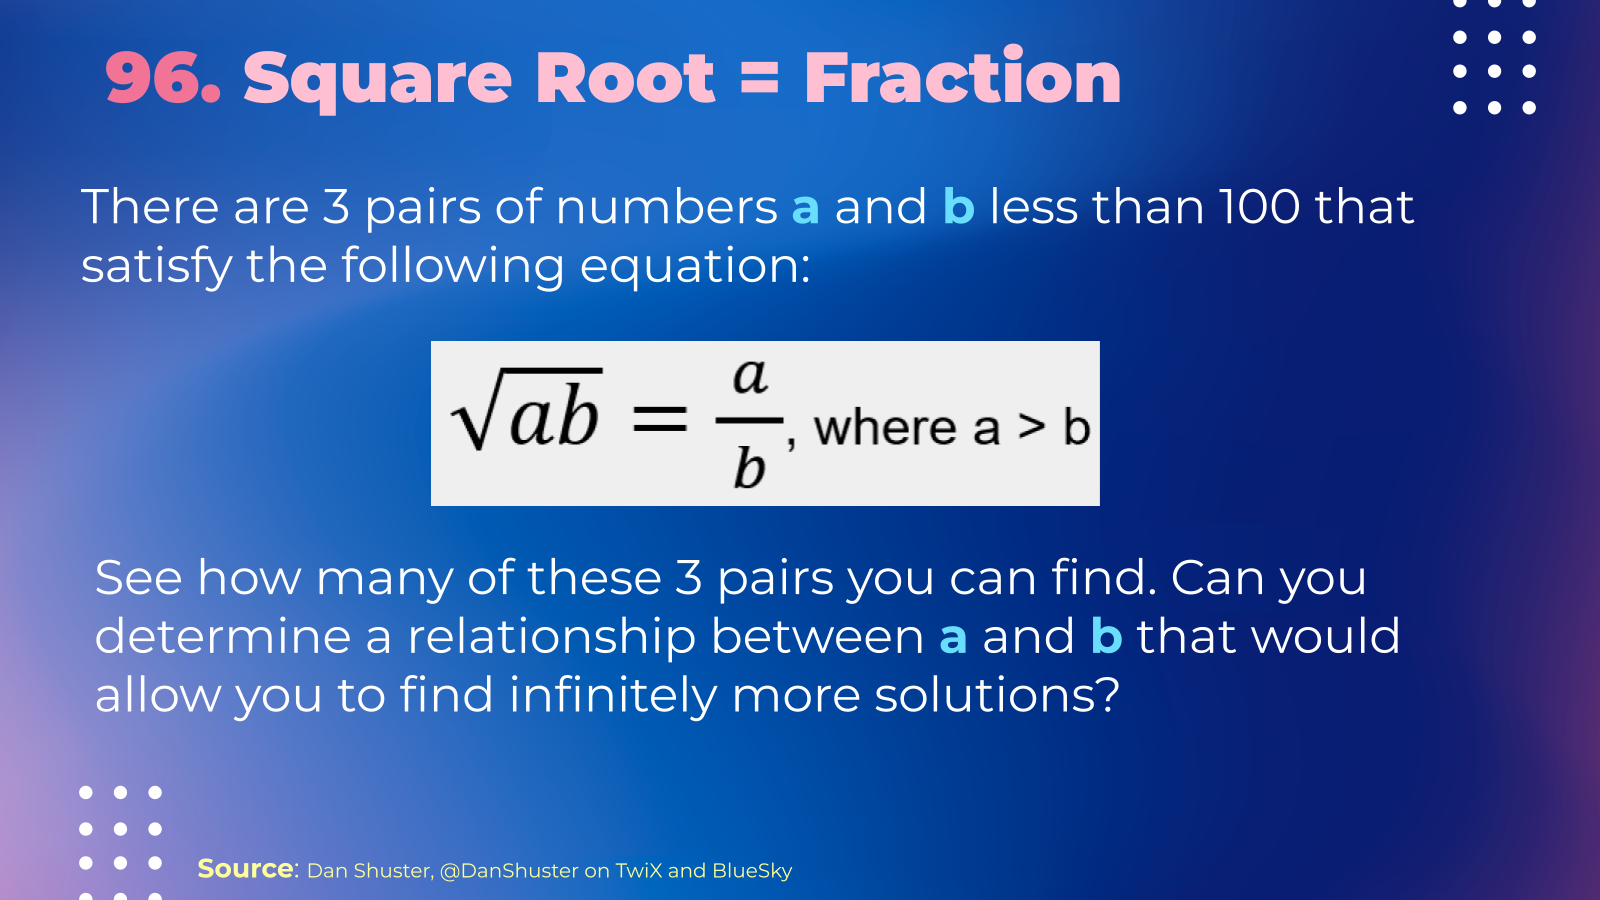 96. Square Root = Fraction
There are 3 pairs of numbers a and b less than 100 that
satisfy the following equation:
√ab = a/b, where a > b
See how many of these 3 pairs you can find. Can you
determine a relationship between a and b that would
allow you to find infinitely more solutions?
Source: Dan Shuster, @DanShuster on TwiX and BlueSky